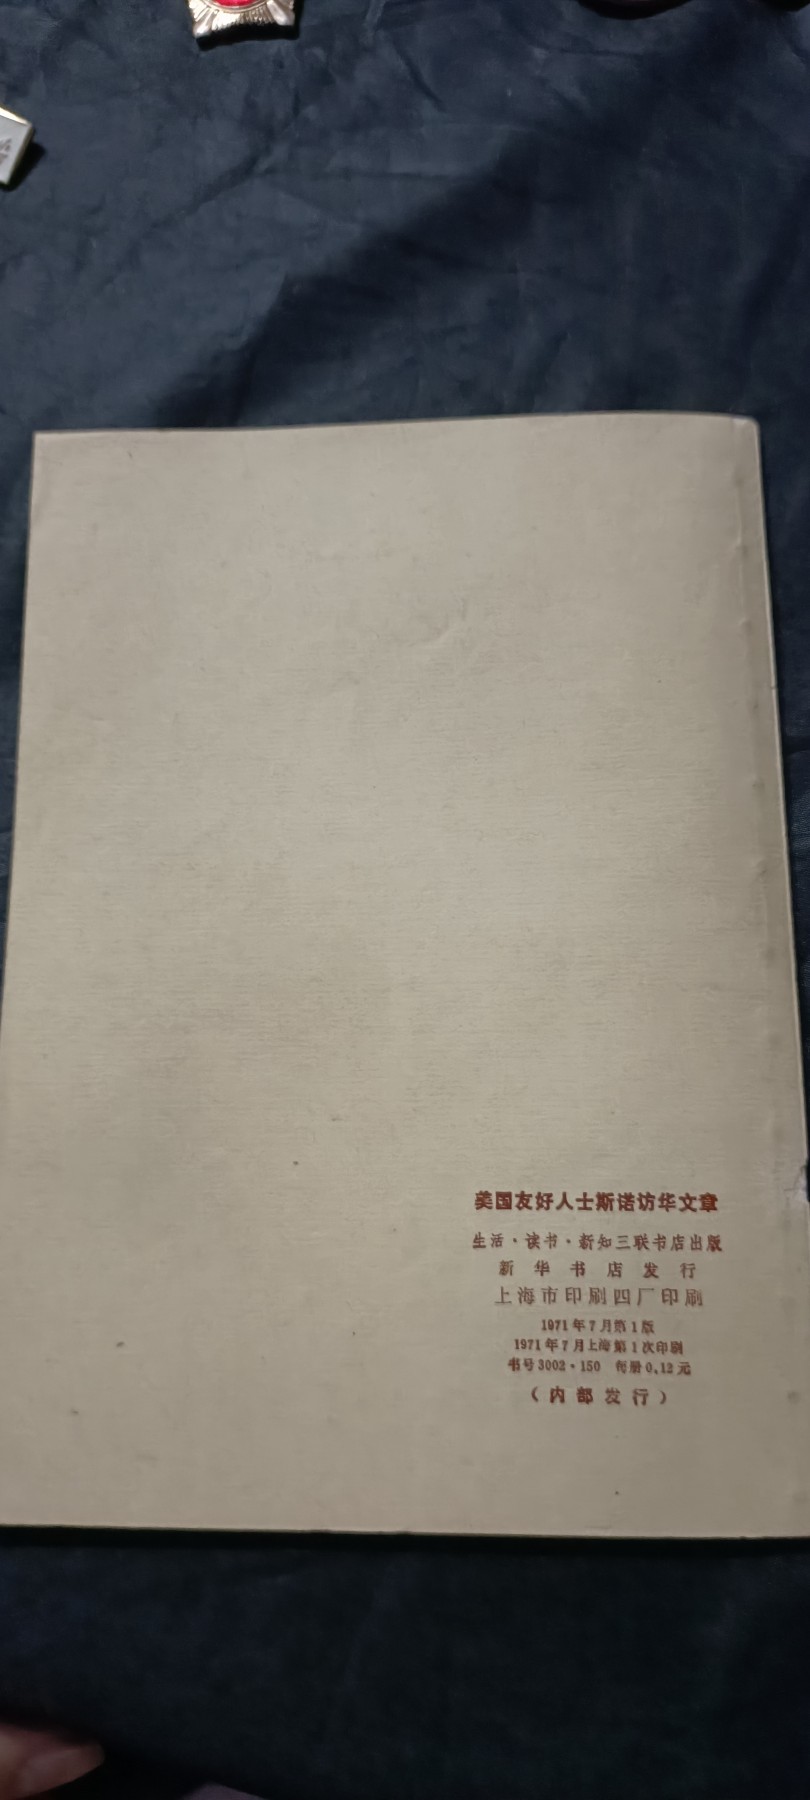 美国友好人士斯诺访华文章
生活·读书·新知三联书店出版
新华书店发行
上海市印刷四厂印刷
1971年7月第1版
1971年7月上海第1次印刷
书号3002·150 每册0.12元
（内部发行）